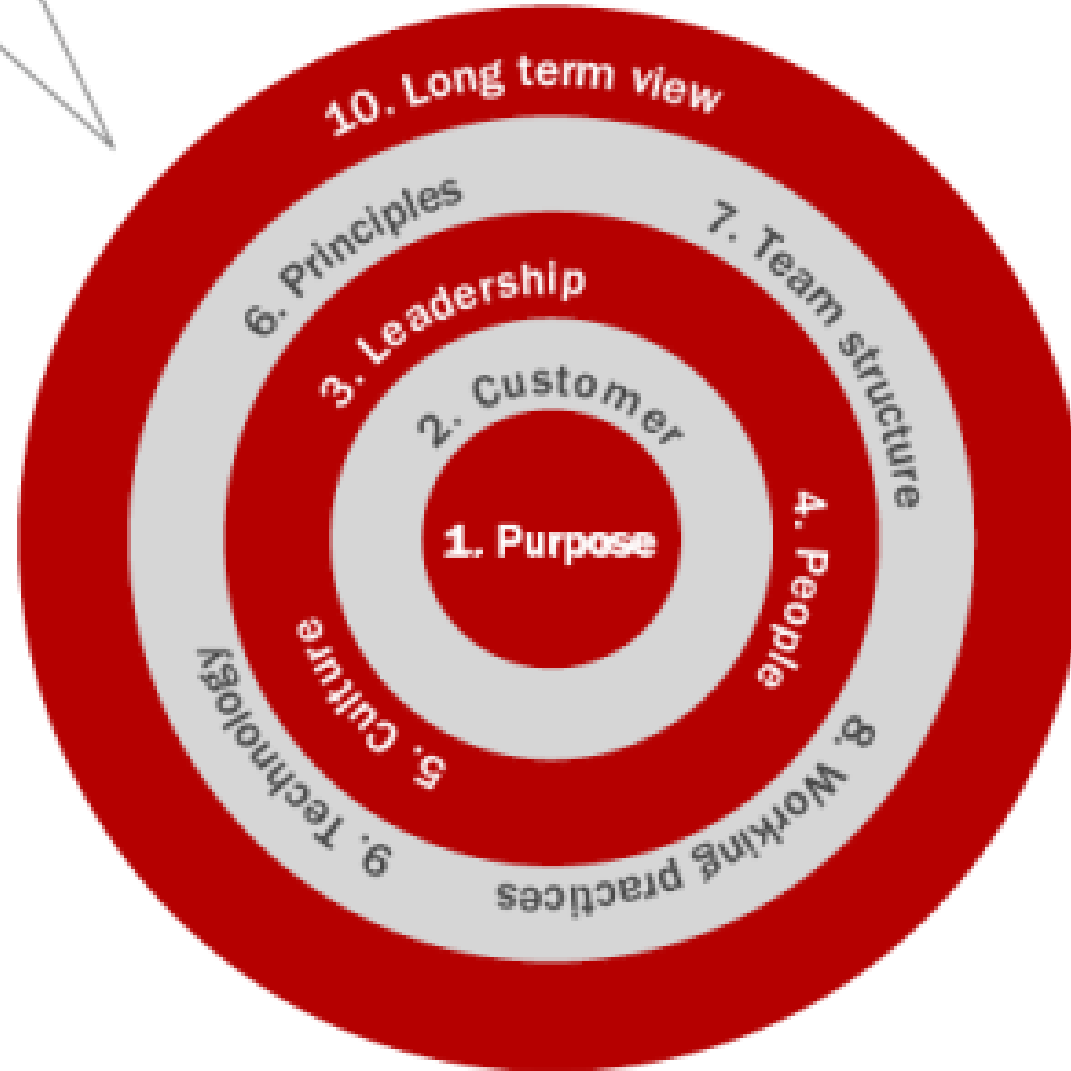 1. Purpose
2. Customer
3. Leadership
4. People
5. Culture
6. Principles
7. Team structure
8. Working practices
9. Technology
10. Long term view